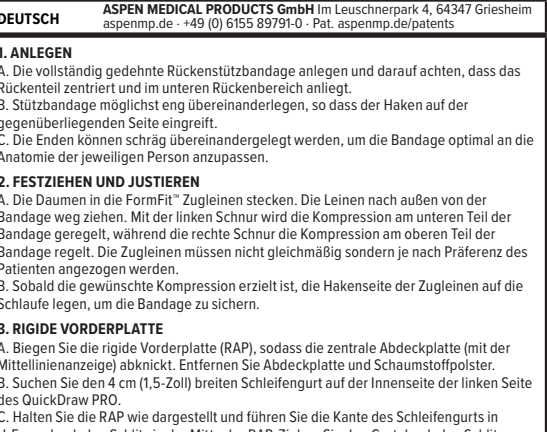 DEUTSCH
ASPEN MEDICAL PRODUCTS GmbH Im Leuschnerpark 4, 64347 Griesheim
aspenmp.de · +49 (0) 6155 89791-0 · Pat. aspenmp.de/patents
1. ANLEGEN
A. Die vollständig gedehnte Rückenstützbandage anlegen und darauf achten, dass das
Rückenteil zentriert und im unteren Rückenbereich anliegt.
B. Stützbandage möglichst eng übereinanderlegen, so dass der Haken auf der
gegenüberliegenden Seite eingreift.
C. Die Enden können schräg übereinandergelegt werden, um die Bandage optimal an die
Anatomie der jeweiligen Person anzupassen.
2. FESTZIEHEN UND JUSTIEREN
A. Die Daumen in die FormFit™ Zugleinen stecken. Die Leinen nach außen von der
Bandage weg ziehen. Mit der linken Schnur wird die Kompression am unteren Teil der
Bandage geregelt, während die rechte Schnur die Kompression am oberen Teil der
Bandage regelt. Die Zugleinen müssen nicht gleichmäßig sondern je nach Präferenz des
Patienten angezogen werden.
B. Sobald die gewünschte Kompression erzielt ist, die Hakenseite der Zugleinen auf die
Schlaufe legen, um die Bandage zu sichern.
3. RIGIDE VORDERPLATTE
A. Biegen Sie die rigide Vorderplatte (RAP), sodass die zentrale Abdeckplatte (mit der
Mittellinienanzeige) abknickt. Entfernen Sie Abdeckplatte und Schaumstoffpolster.
B. Suchen Sie den 4 cm (1,5-Zoll) breiten Schleifengurt auf der Innenseite der linken Seite
des QuickDraw PRO.
C. Halten Sie die RAP wie dargestellt und führen Sie die Kante des Schleifengurts in